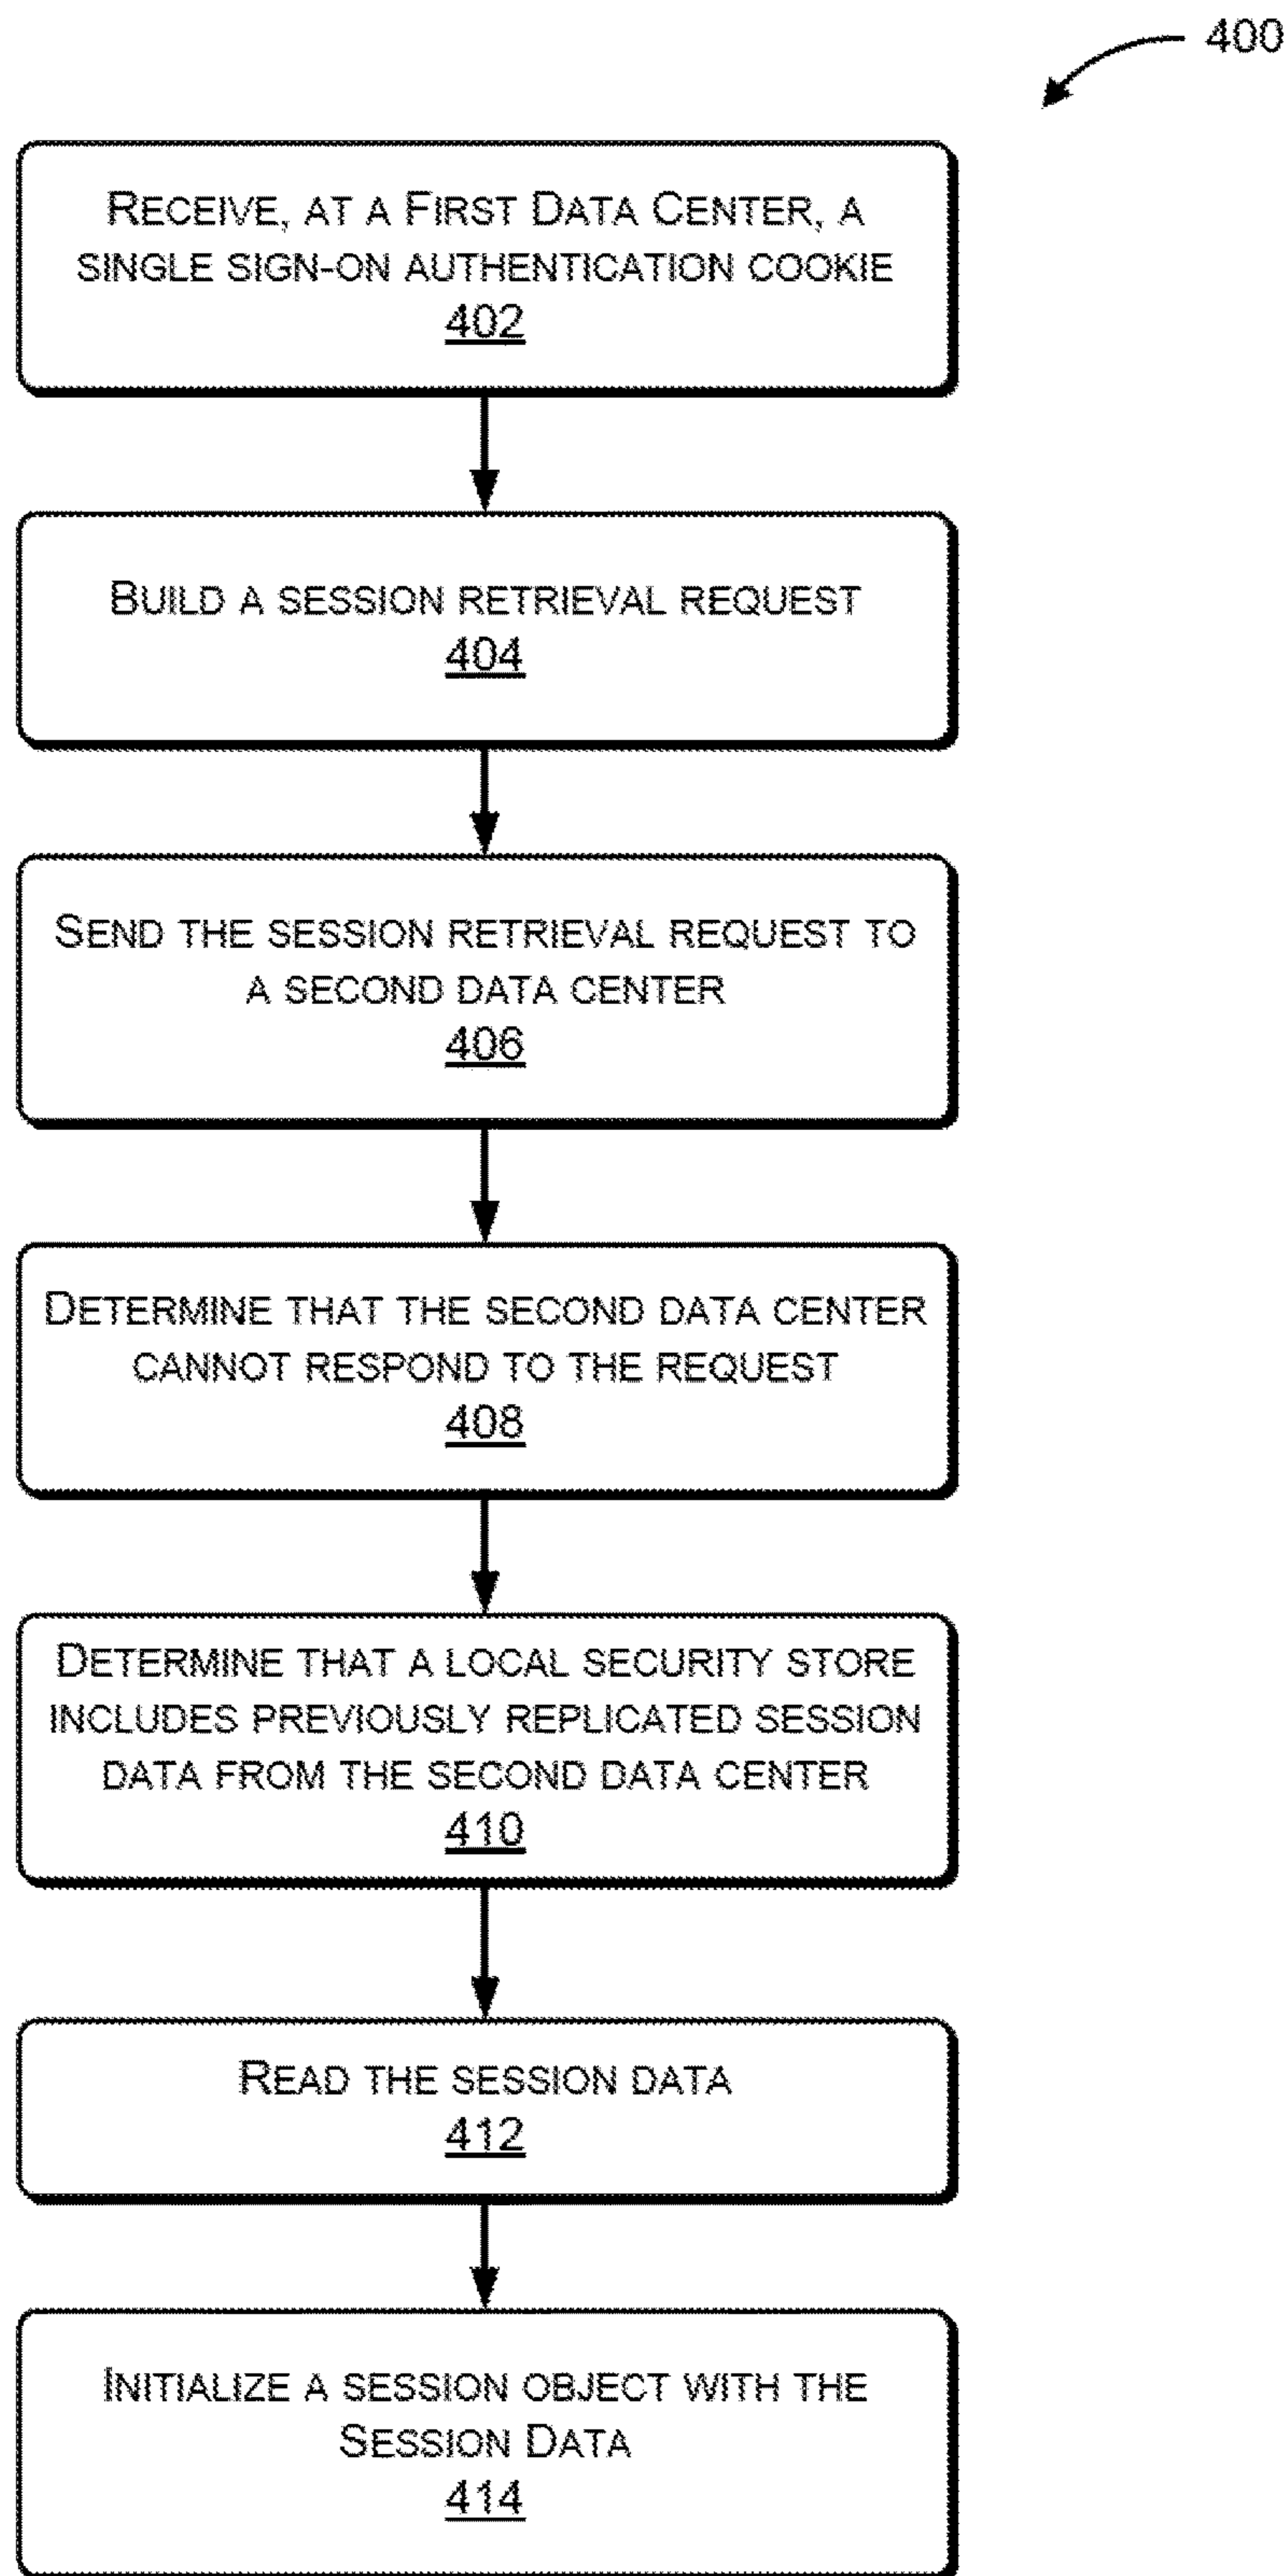 400
RECEIVE, AT A FIRST DATA CENTER, A
SINGLE SIGN-ON AUTHENTICATION COOKIE
402
BUILD A SESSION RETRIEVAL REQUEST
404
SEND THE SESSION RETRIEVAL REQUEST TO
A SECOND DATA CENTER
406
DETERMINE THAT THE SECOND DATA CENTER
CANNOT RESPOND TO THE REQUEST
408
DETERMINE THAT A LOCAL SECURITY STORE
INCLUDES PREVIOUSLY REPLICATED SESSION
DATA FROM THE SECOND DATA CENTER
410
READ THE SESSION DATA
412
INITIALIZE A SESSION OBJECT WITH THE
SESSION DATA
414